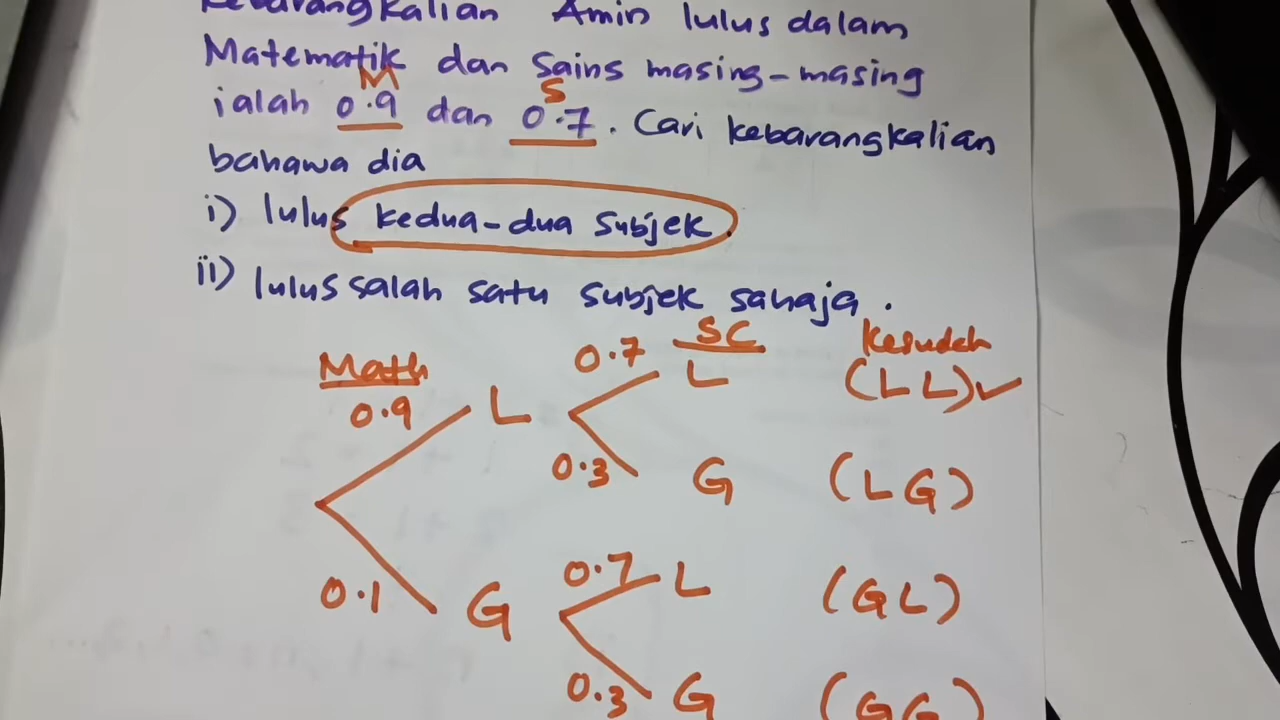 Kebarangkalian Amin lulus dalam
Matematik dan Sains masing-masing
M S
ialah 0.9 dan 0.7. Cari kebarangkalian
bahawa dia
i) lulus kedua-dua subjek.
ii) lulus salah satu subjek sahaja.
Math 0.7 SC Kesudah
0.9 L L (LL)✓
0.3 G (LG)
0.1 G 0.7 L (GL)
0.3 G (GG)